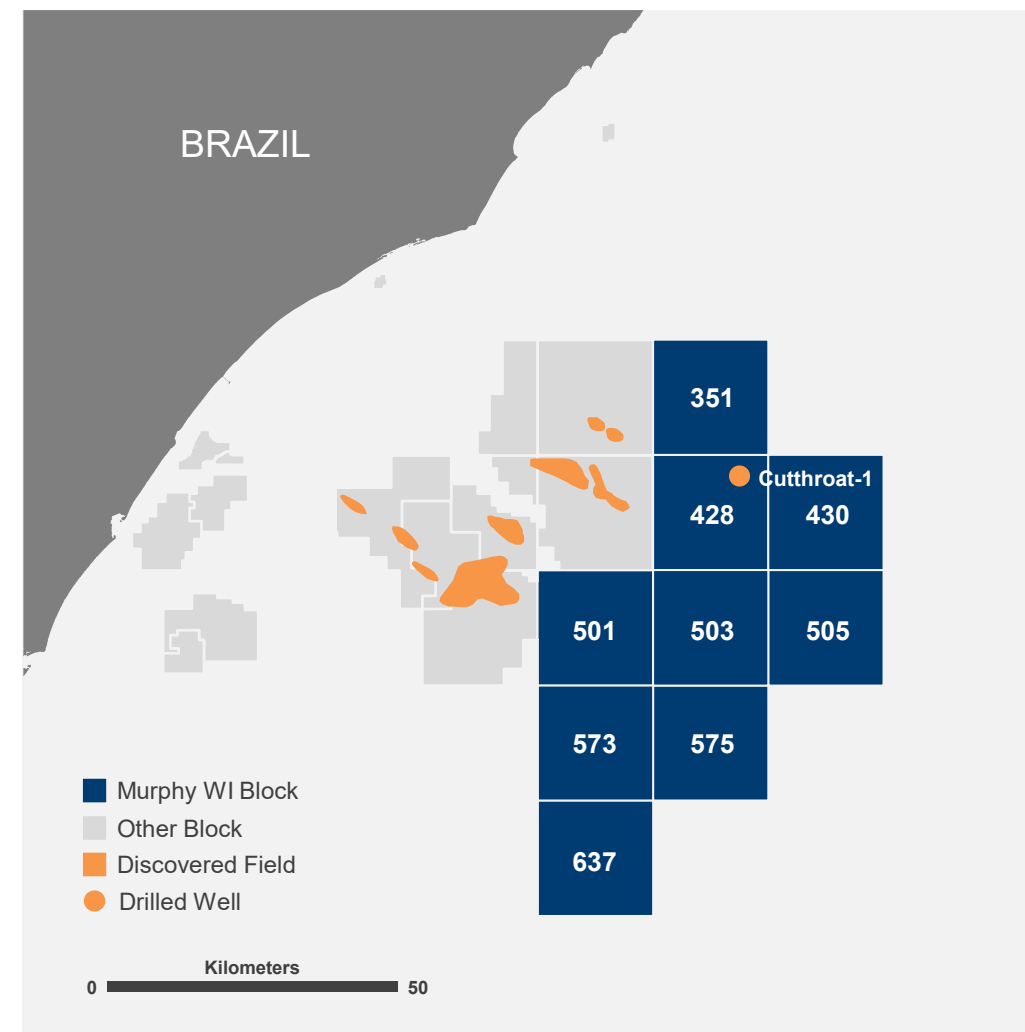 BRAZIL
351
Cutthroat-1
428
430
501
503
505
573
575
637
Murphy WI Block
Other Block
Discovered Field
Drilled Well
Kilometers
0
50